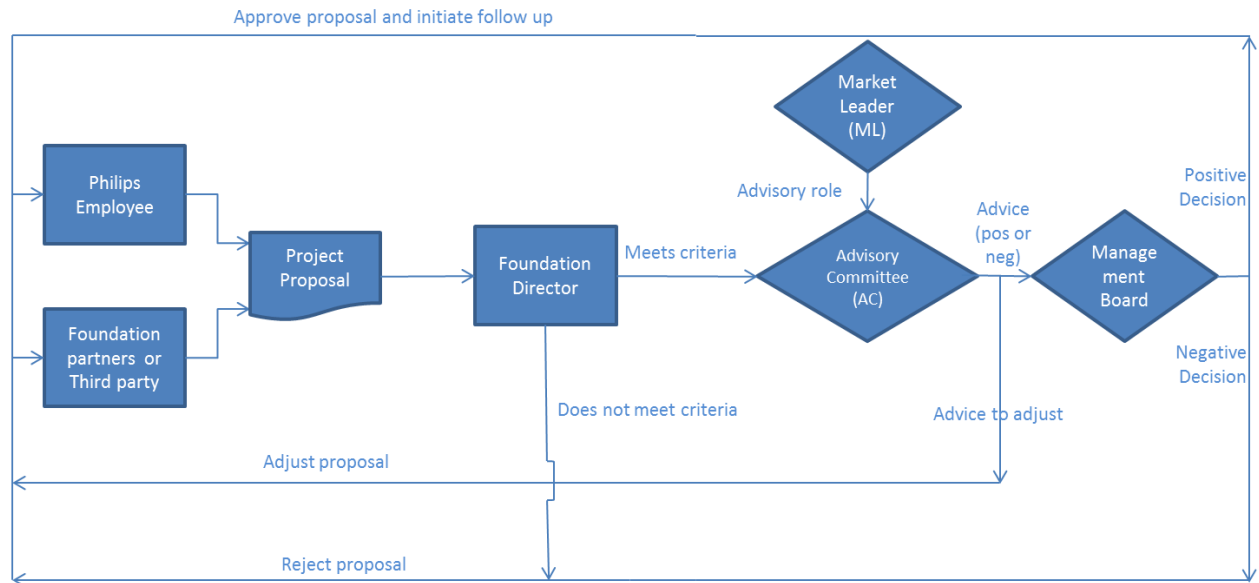 Approve proposal and initiate follow up
Market
Leader
(ML)
Philips
Employee
Advisory role
Positive
Decision
Project
Proposal
Foundation
Director
Meets criteria
Advisory
Committee
(AC)
Advice
(pos or
neg)
Manage
ment
Board
Foundation
partners or
Third party
Negative
Decision
Does not meet criteria
Advice to adjust
Adjust proposal
Reject proposal